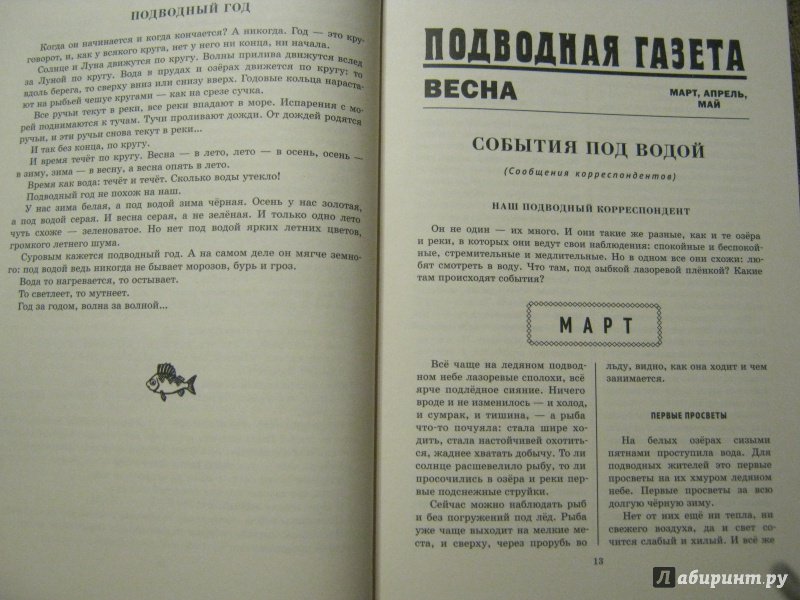 ПОДВОДНЫЙ ГОД
Когда он начинается и когда кончается? А никогда. Год — это кру-
говорот, и, как у всякого круга, нет у него ни конца, ни начала.
Солнце и Луна движутся по кругу. Волны прилива движутся вслед
за Луной по кругу. Вода в прудах и озёрах движется по кругу: то
вдоль берега, то сверху вниз или снизу вверх. Годовые кольца нараста-
ют на рыбьей чешуе кругами — как на срезе сучка.
Все ручьи текут в реки, все реки впадают в море. Испарения с мо-
рей поднимаются к тучам. Тучи проливают дожди. От дождей родятся
ручьи, и эти ручьи снова текут в реки...
И так без конца, по кругу.
И время течёт по кругу. Весна — в лето, лето — в осень, осень —
в зиму, зима — в весну, а весна опять в лето.
Время как вода: течёт и течёт. Сколько воды утекло!
Подводный год не похож на наш.
У нас зима белая, а под водой зима чёрная. Осень у нас золотая,
а под водой серая. И весна серая, а не зелёная. И только одно лето
чуть схоже — зеленоватое. Но нет под водой ярких летних цветов,
громкого летнего шума.
Суровым кажется подводный год. А на самом деле он мягче земно-
го: под водой ведь никогда не бывает морозов, бурь и гроз.
Вода то нагревается, то остывает.
То светлеет, то мутнеет.
Год за годом, волна за волной...
ПОДВОДНАЯ ГАЗЕТА
ВЕСНА
МАРТ, АПРЕЛЬ,
МАЙ
СОБЫТИЯ ПОД ВОДОЙ
(Сообщения корреспондентов)
НАШ ПОДВОДНЫЙ КОРРЕСПОНДЕНТ
Он не один — их много. И они такие же разные, как и те озёра
и реки, в которых они ведут свои наблюдения: спокойные и беспокой-
ные, стремительные и медлительные. Но в одном все они схожи: лю-
бят смотреть в воду. Что там, под зыбкой лазоревой плёнкой? Какие
там происходят события?
МАРТ
Всё чаще на ледяном подвод-
ном небе лазоревые сполохи, всё
ярче подлёдное сияние. Ничего
вроде и не изменилось — и холод,
и сумрак, и тишина, — а рыба
что-то почуяла: стала шире хо-
дить, стала настойчивей охотить-
ся, жаднее хватать добычу. То ли
солнце расшевелило рыбу, то ли
просочились в озёра и реки первые
подснежные струйки.
Сейчас можно наблюдать рыб
и без погружений под лёд. Рыба
уже чаще выходит на мелкие ме-
ста, и сверху, через прорубь во
льду, видно, как она ходит и чем
занимается.
ПЕРВЫЕ ПРОСВЕТЫ
На белых озёрах сизыми
пятнами проступила вода. Для
подводных жителей это первые
просветы на их хмуром ледяном
небе. Первые просветы за всю
долгую чёрную зиму.
Нет от них ещё ни тепла, ни
свежего воздуха, да и свет со-
чится слабый и хилый. И всё же
13
Лабиринт.ру